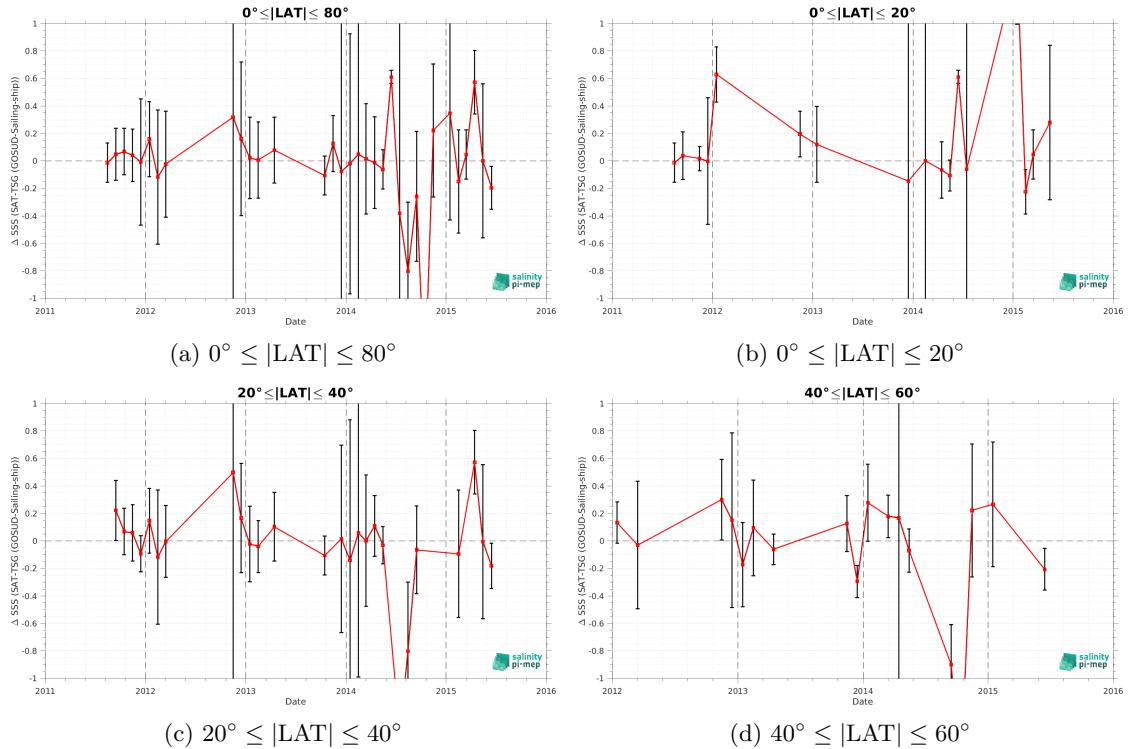 0°≤|LAT|≤ 80°
Δ SSS (SAT-TSG (GOSUD-Sailing-ship))
1
0.8
0.6
0.4
0.2
0
-0.2
-0.4
-0.6
-0.8
-1
2011 2012 2013 2014 2015 2016
Date
salinity
pi-mep
(a) 0° ≤ |LAT| ≤ 80°
0°≤|LAT|≤ 20°
Δ SSS (SAT-TSG (GOSUD-Sailing-ship))
1
0.8
0.6
0.4
0.2
0
-0.2
-0.4
-0.6
-0.8
-1
2011 2012 2013 2014 2015 2016
Date
salinity
pi-mep
(b) 0° ≤ |LAT| ≤ 20°
20°≤|LAT|≤ 40°
Δ SSS (SAT-TSG (GOSUD-Sailing-ship))
1
0.8
0.6
0.4
0.2
0
-0.2
-0.4
-0.6
-0.8
-1
2011 2012 2013 2014 2015 2016
Date
salinity
pi-mep
(c) 20° ≤ |LAT| ≤ 40°
40°≤|LAT|≤ 60°
Δ SSS (SAT-TSG (GOSUD-Sailing-ship))
1
0.8
0.6
0.4
0.2
0
-0.2
-0.4
-0.6
-0.8
-1
2012 2013 2014 2015 2016
Date
salinity
pi-mep
(d) 40° ≤ |LAT| ≤ 60°